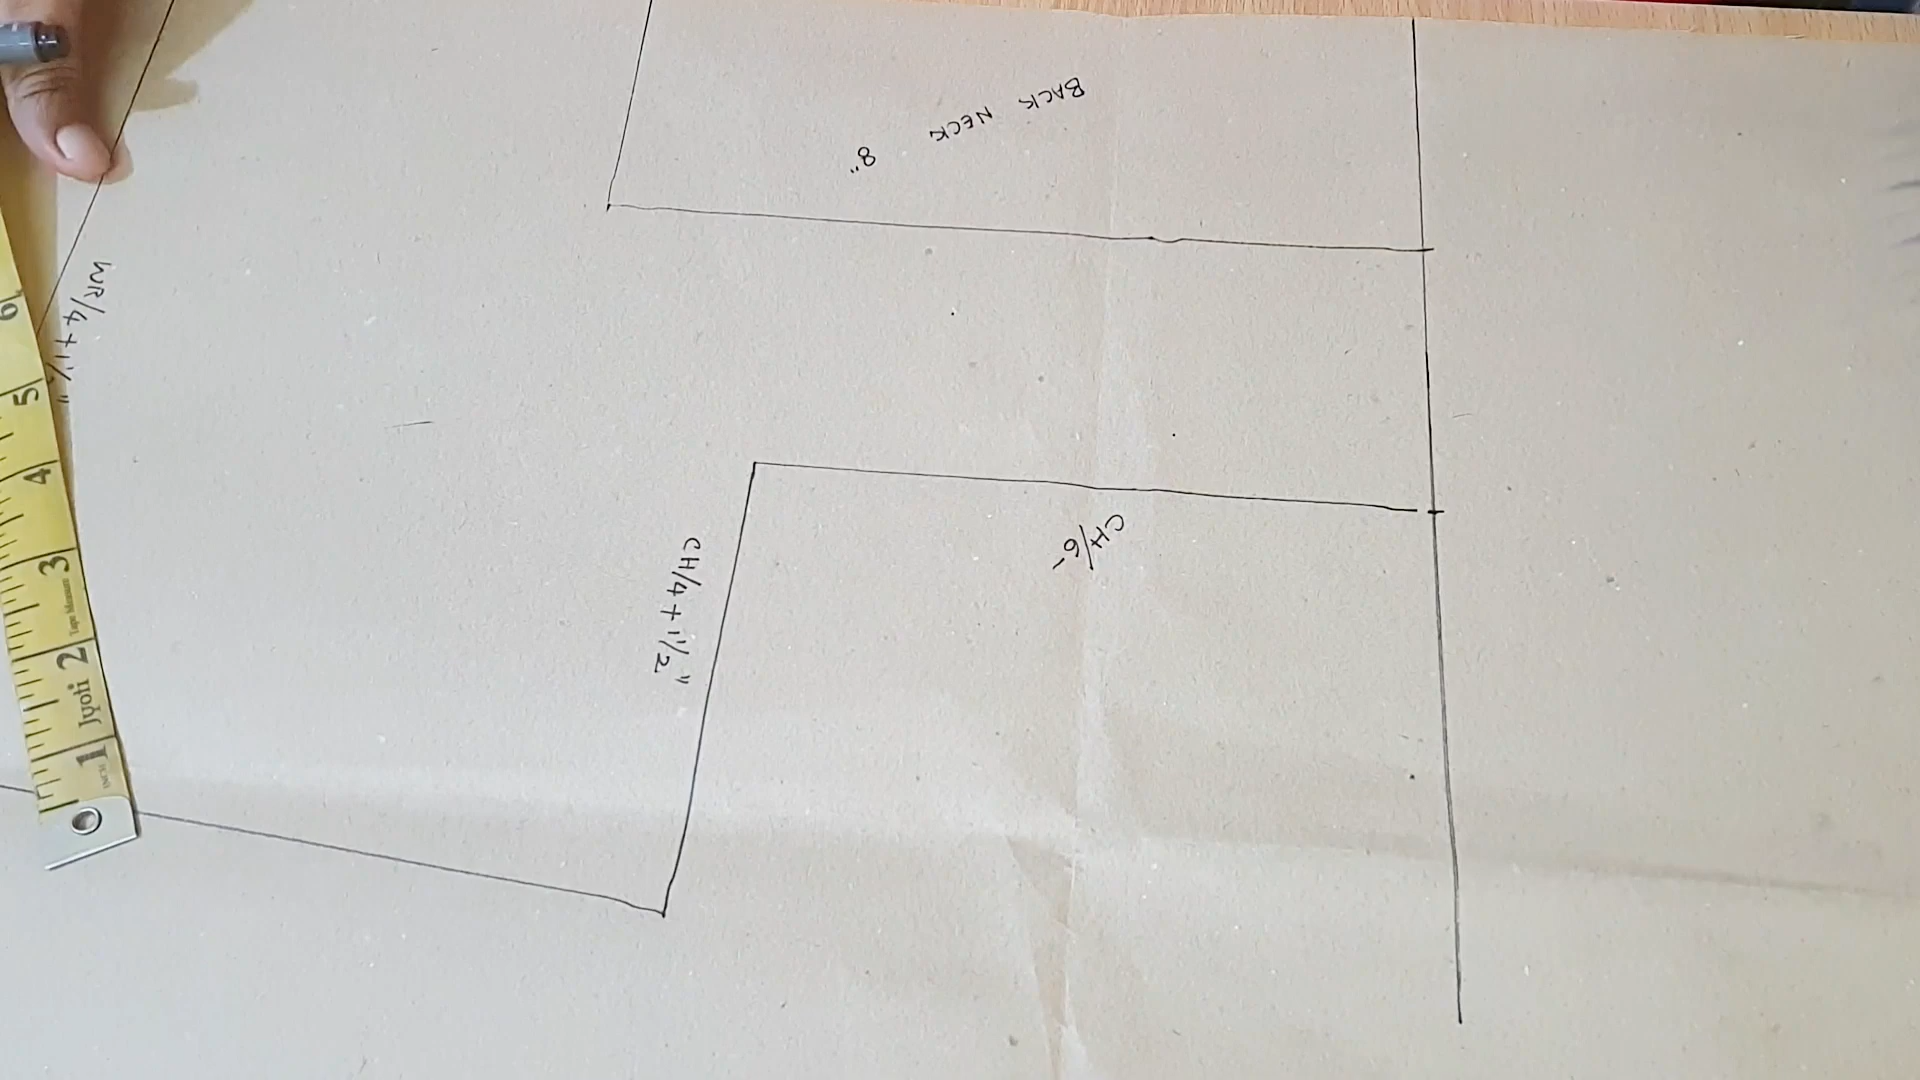 BACK NECK 8"
CH/6-
CH/4 + 1 1/2"
WR/4 + 1 1/2"
6
5
4
3
Tape Measure
2
Jyoti
1
INCH